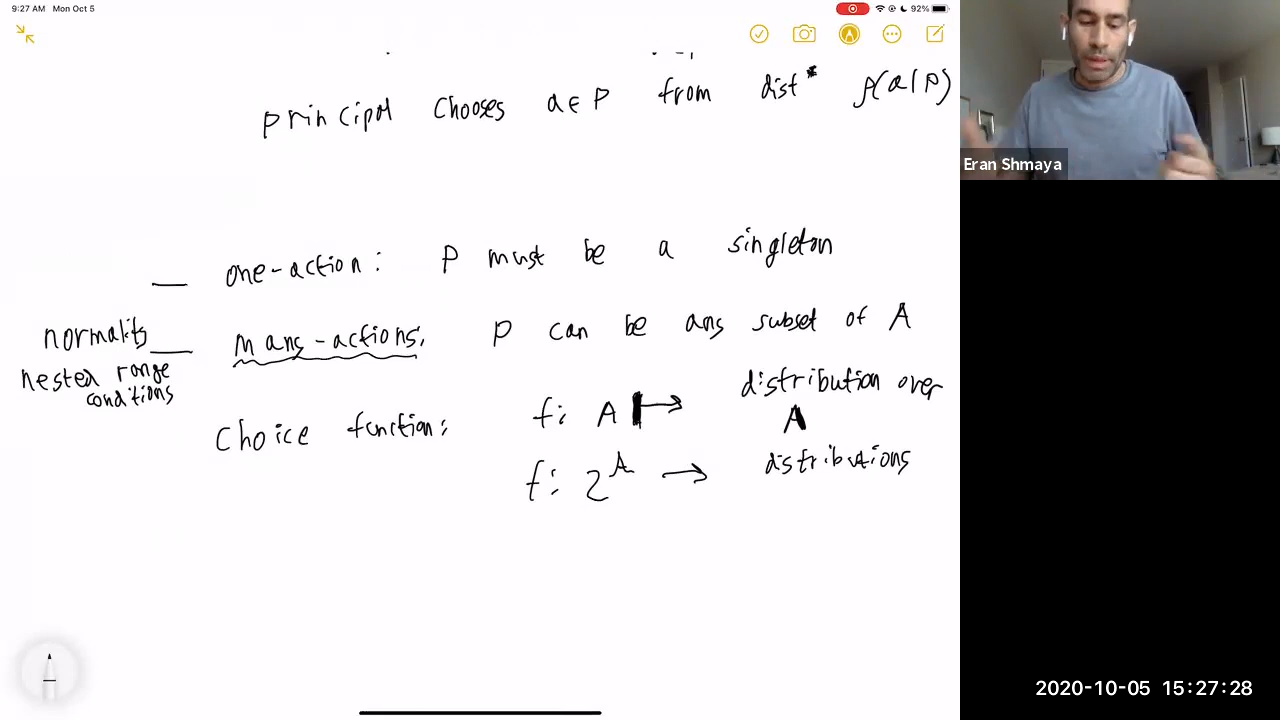 9:27 AM Mon Oct 5
92%
principal chooses a∈P from dist* f(a|P)
Eran Shmaya
one-action: P must be a singleton
normality
many-actions: P can be any subset of A
nested range
conditions
distribution over
A
Choice function: f: A ↦
f: 2^A → distributions
2020-10-05 15:27:28